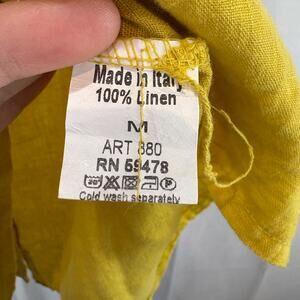 Made in Italy
100% Linen
M
ART 880
RN 59478
Cold wash separately